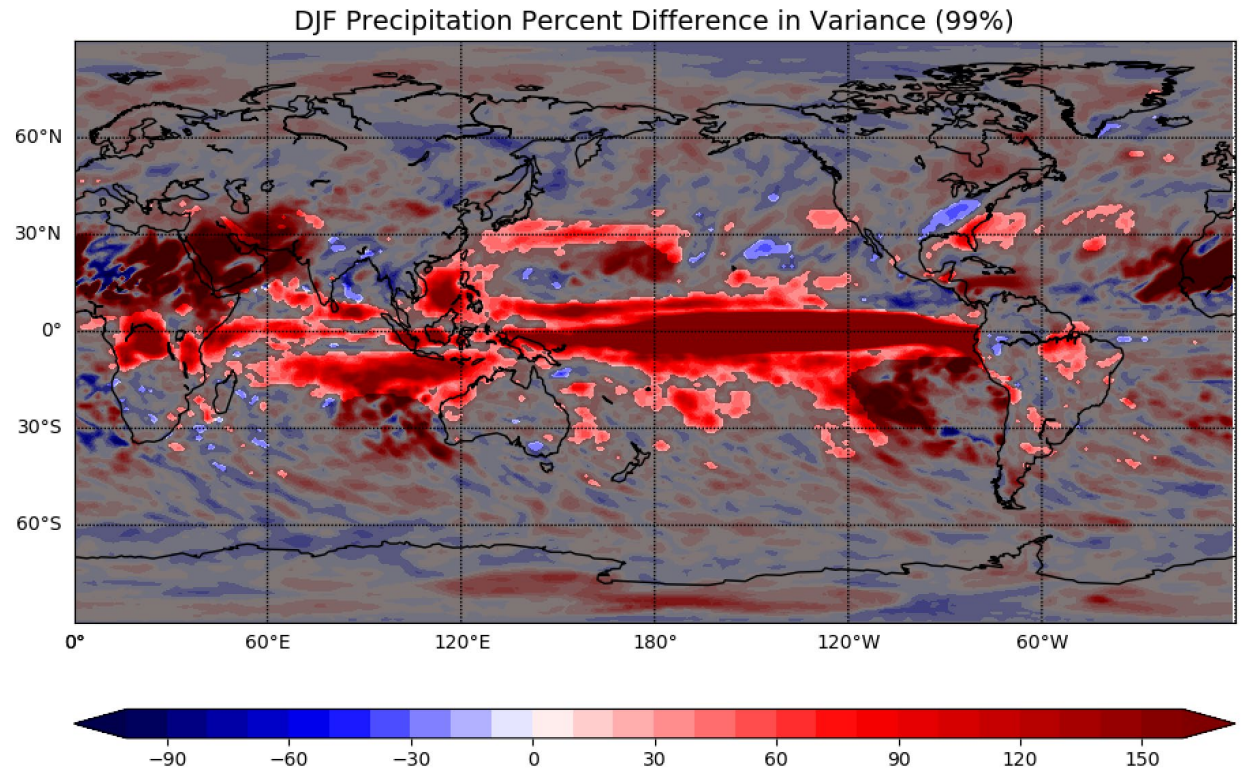 DJF Precipitation Percent Difference in Variance (99%)
60°N
30°N
0°
30°S
60°S
0° 60°E 120°E 180° 120°W 60°W
−90 −60 −30 0 30 60 90 120 150